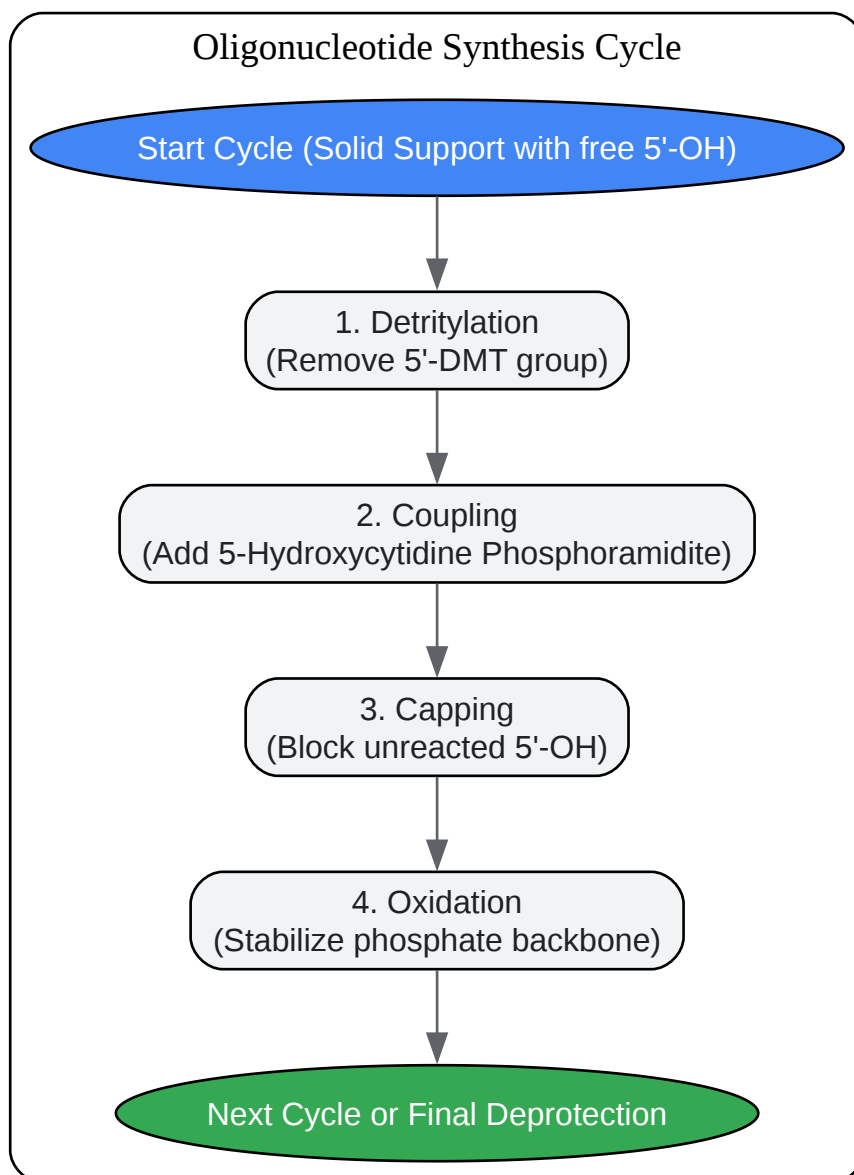 Oligonucleotide Synthesis Cycle
Start Cycle (Solid Support with free 5'-OH)
1. Detritylation
(Remove 5'-DMT group)
2. Coupling
(Add 5-Hydroxycytidine Phosphoramidite)
3. Capping
(Block unreacted 5'-OH)
4. Oxidation
(Stabilize phosphate backbone)
Next Cycle or Final Deprotection